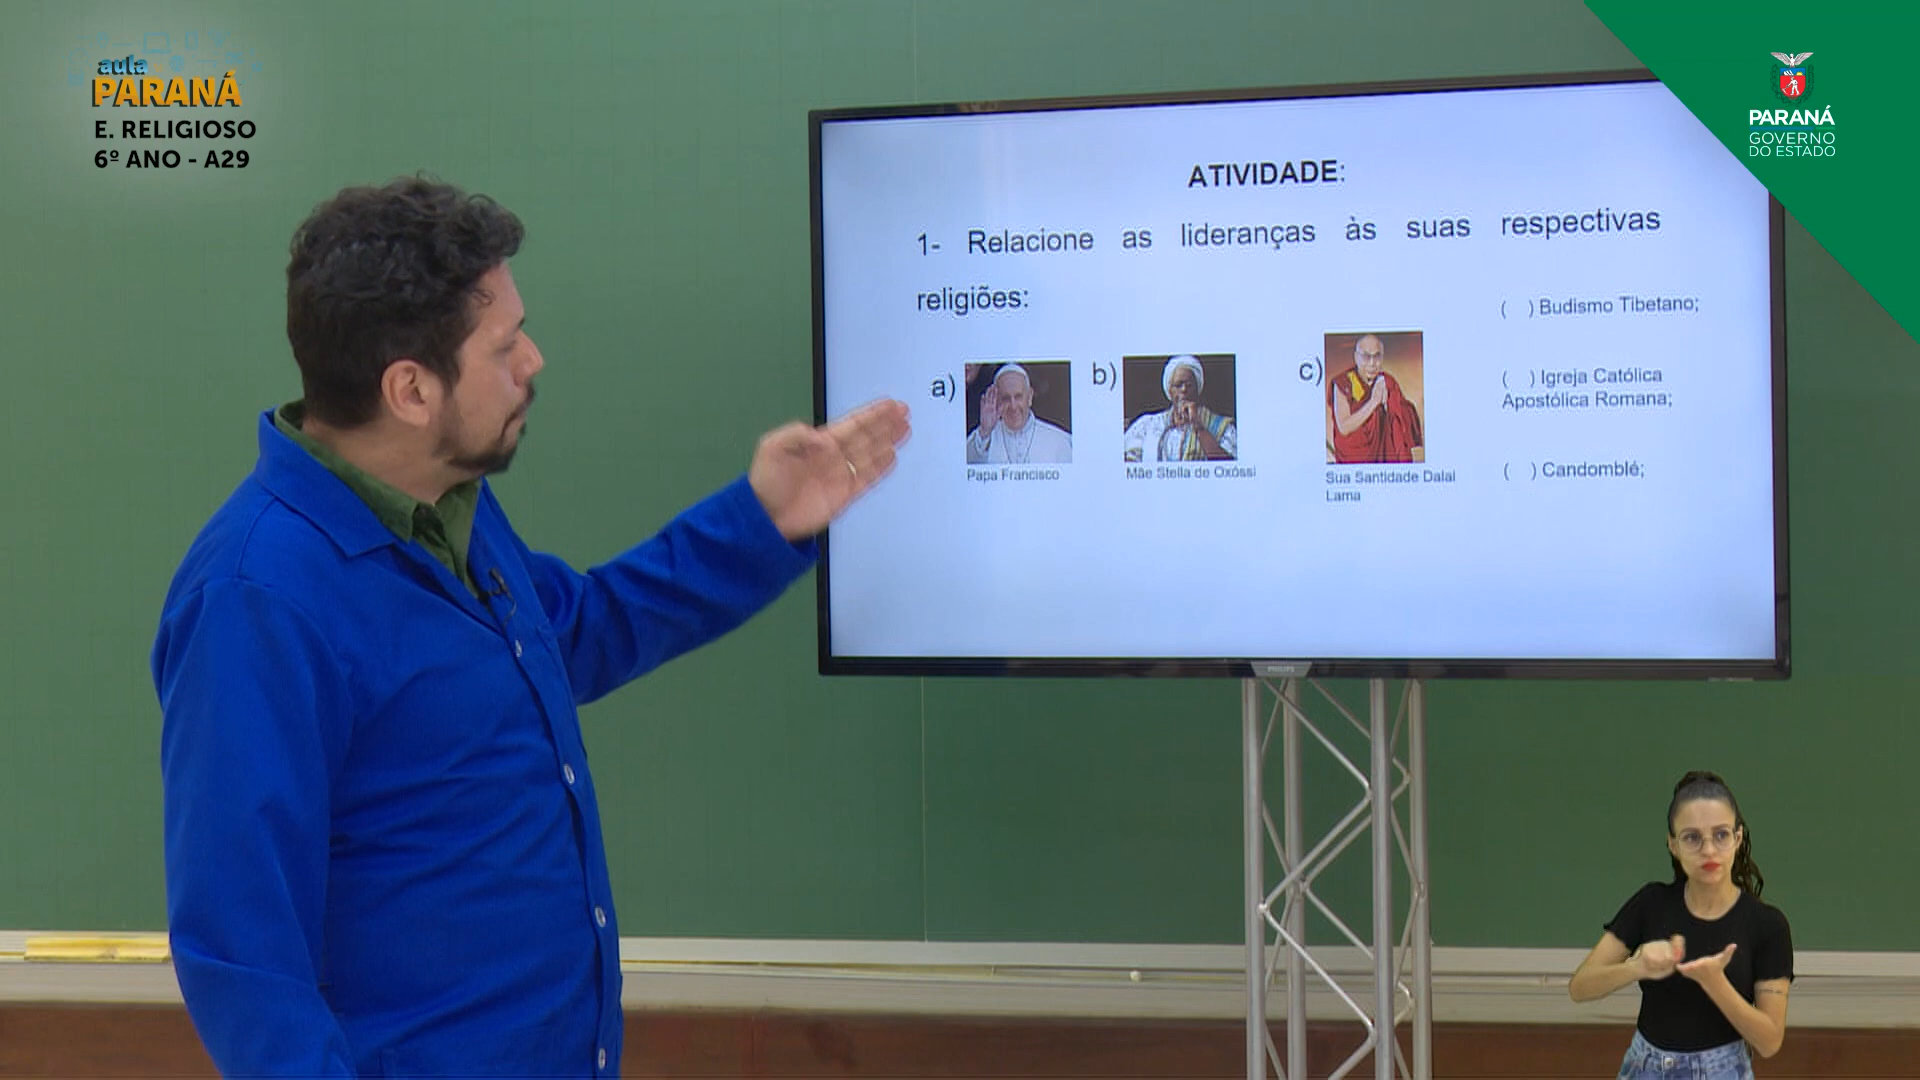 aula
PARANÁ
E. RELIGIOSO
6º ANO - A29
PARANÁ
GOVERNO
DO ESTADO
ATIVIDADE:
1- Relacione as lideranças às suas respectivas
religiões:
a)
Papa Francisco
b)
Mãe Stella de Oxóssi
c)
Sua Santidade Dalai
Lama
( ) Budismo Tibetano;
( ) Igreja Católica
Apostólica Romana;
( ) Candomblé;
PHILIPS